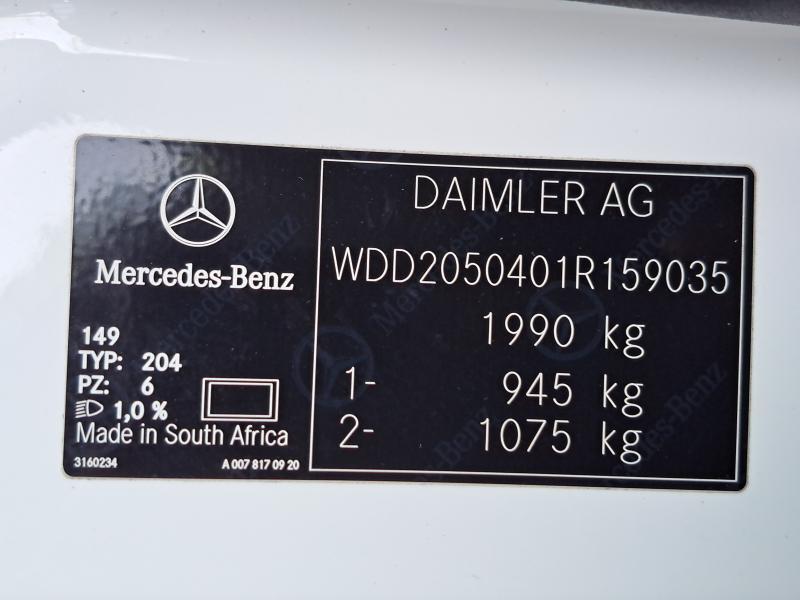 Mercedes-Benz
149
TYP: 204
PZ: 6
1,0 %
Made in South Africa
3160234
A 007 817 09 20
DAIMLER AG
WDD2050401R159035
1990 kg
1- 945 kg
2- 1075 kg